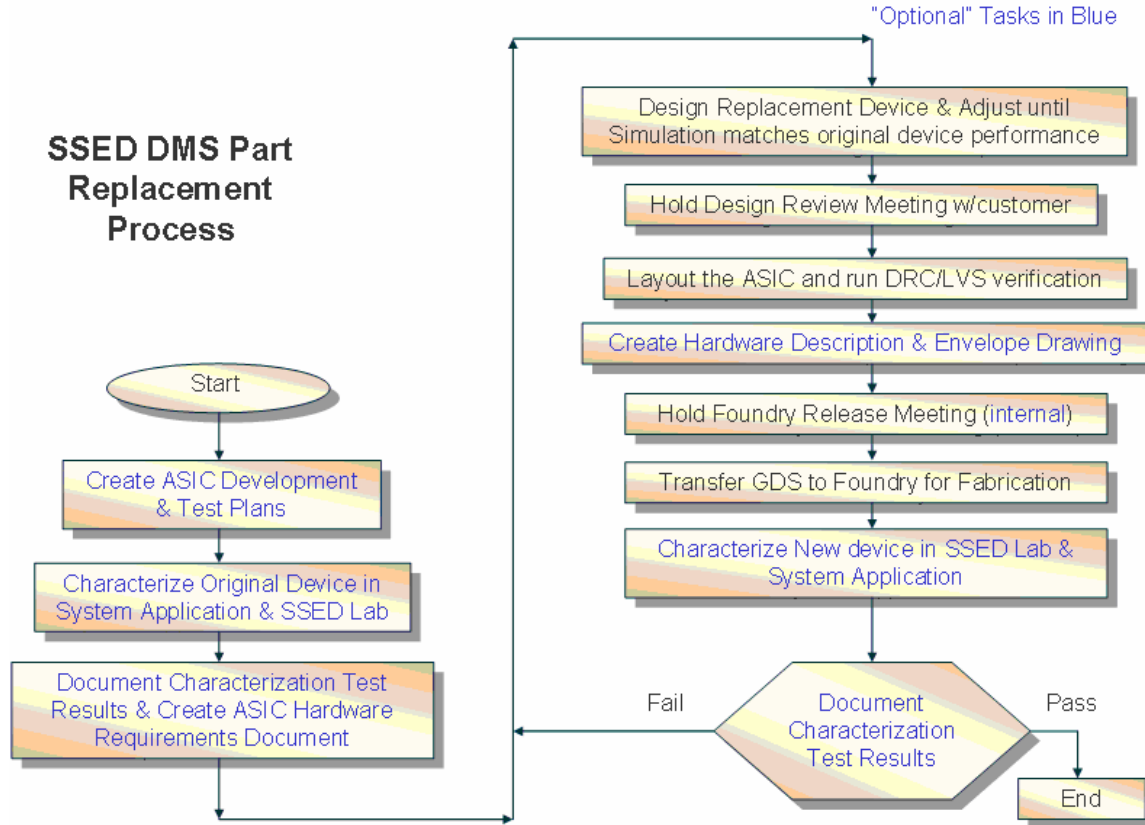 "Optional" Tasks in Blue
SSED DMS Part
Replacement
Process
Start
Create ASIC Development
& Test Plans
Characterize Original Device in
System Application & SSED Lab
Document Characterization Test
Results & Create ASIC Hardware
Requirements Document
Design Replacement Device & Adjust until
Simulation matches original device performance
Hold Design Review Meeting w/customer
Layout the ASIC and run DRC/LVS verification
Create Hardware Description & Envelope Drawing
Hold Foundry Release Meeting (internal)
Transfer GDS to Foundry for Fabrication
Characterize New device in SSED Lab &
System Application
Fail
Document
Characterization
Test Results
Pass
End